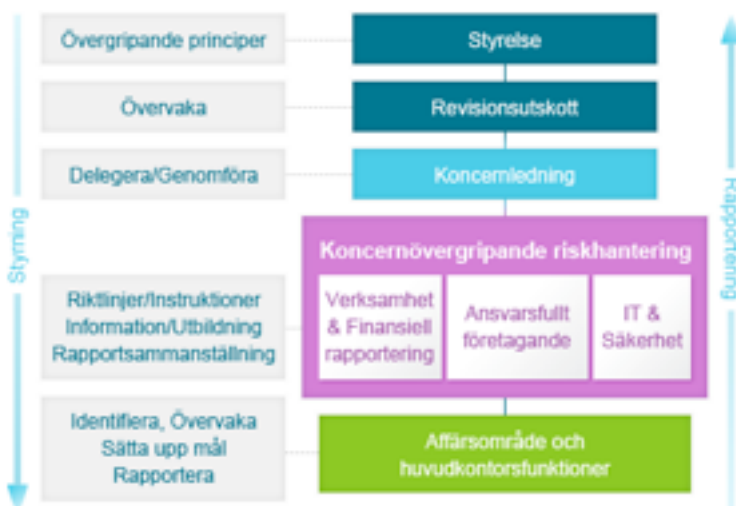 Övergripande principer
Styrelse
Övervaka
Revisionsutskott
Delegera/Genomföra
Koncernledning
Styrning
Rapportering
Koncernövergripande riskhantering
Riktlinjer/Instruktioner
Information/Utbildning
Rapportsammanställning
Verksamhet
& Finansiell
rapportering
Ansvarsfullt
företagande
IT &
Säkerhet
Identifiera, Övervaka
Sätta upp mål
Rapportera
Affärsområde och
huvudkontorsfunktioner